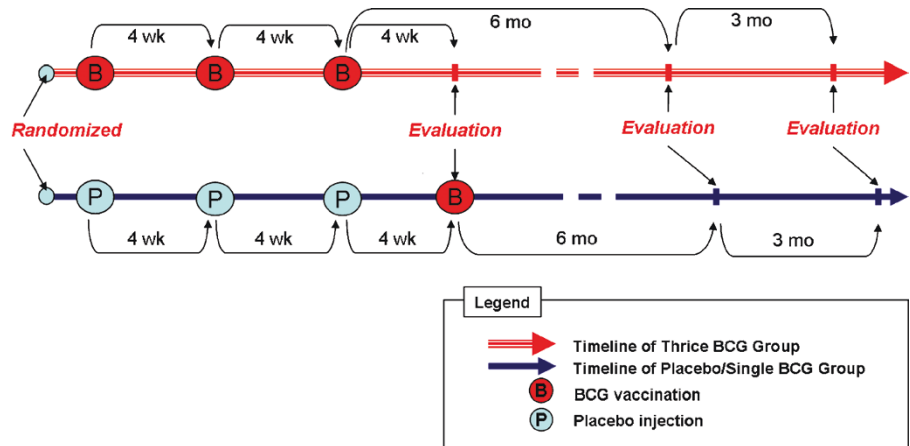 6 mo
3 mo
4 wk 4 wk 4 wk
B B B
Randomized Evaluation Evaluation Evaluation
P P P B
4 wk 4 wk 4 wk
6 mo
3 mo
Legend
Timeline of Thrice BCG Group
Timeline of Placebo/Single BCG Group
B BCG vaccination
P Placebo injection